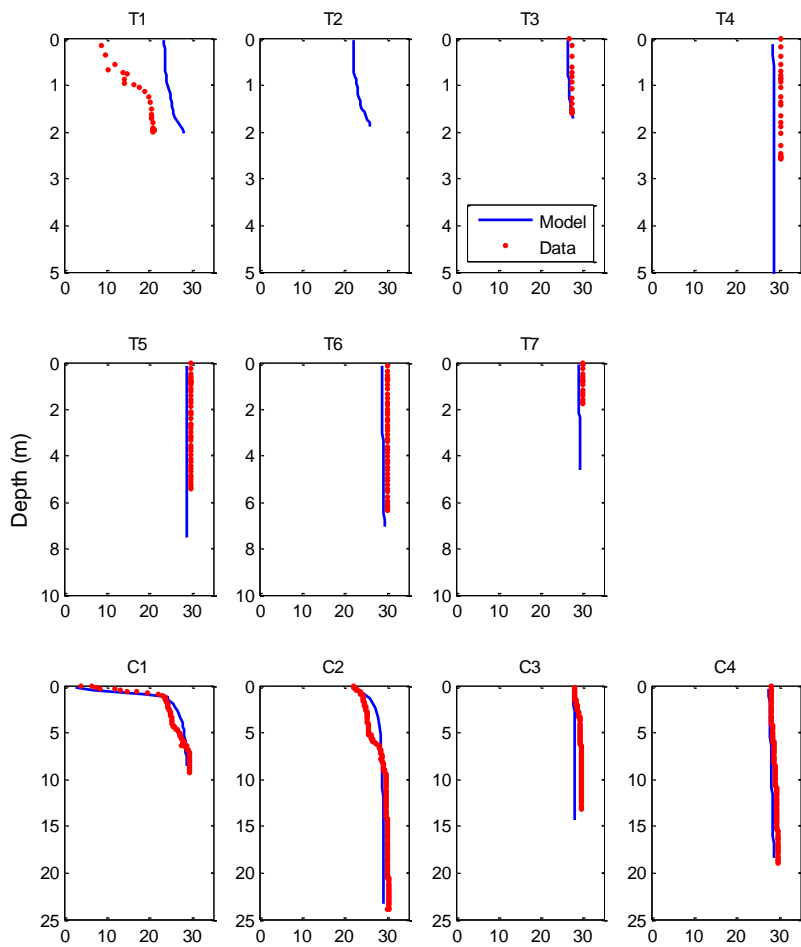 T1 T2 T3 T4
0 0 0 0
1 1 1 1
2 2 2 2
3 3 3 3
4 4 4 4
Model
Data
5 5 5 5
0 10 20 30 0 10 20 30 0 10 20 30 0 10 20 30
T5 T6 T7
0 0 0
2 2 2
4 4 4
6 6 6
8 8 8
10 10 10
0 10 20 30 0 10 20 30 0 10 20 30
Depth (m)
C1 C2 C3 C4
0 0 0 0
5 5 5 5
10 10 10 10
15 15 15 15
20 20 20 20
25 25 25 25
0 10 20 30 0 10 20 30 0 10 20 30 0 10 20 30